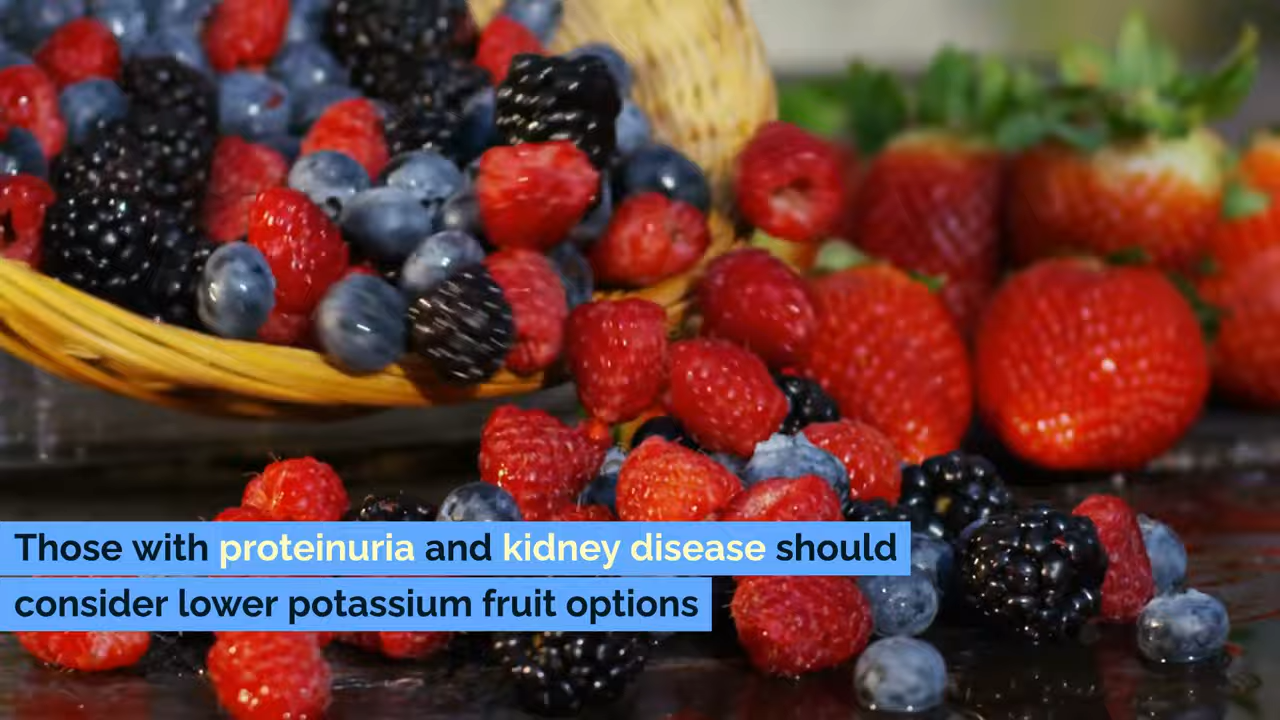 Those with proteinuria and kidney disease should
consider lower potassium fruit options